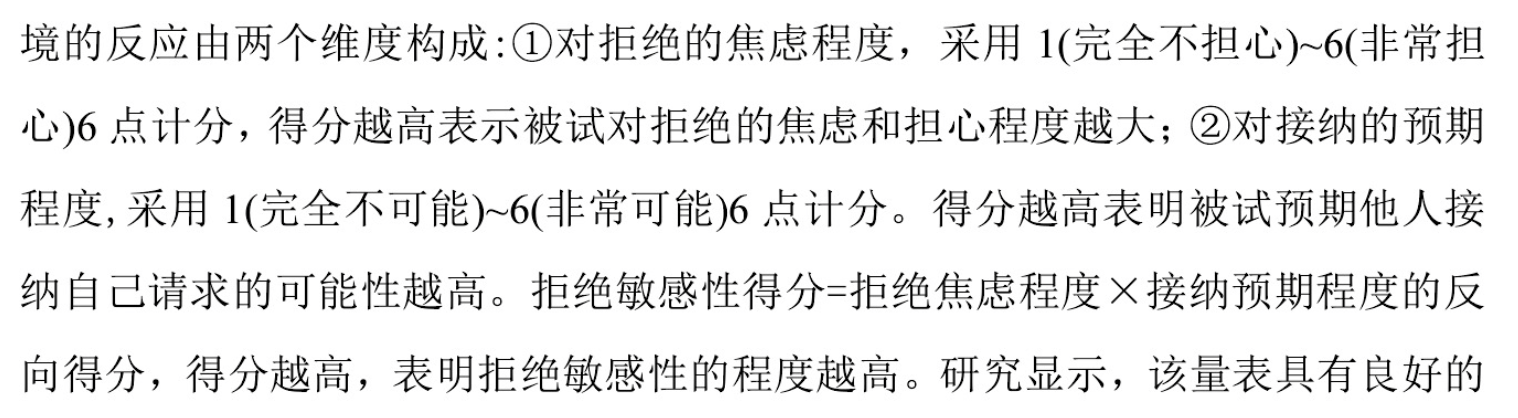 境的反应由两个维度构成:①对拒绝的焦虑程度，采用 1(完全不担心)~6(非常担
心)6 点计分，得分越高表示被试对拒绝的焦虑和担心程度越大；②对接纳的预期
程度, 采用 1(完全不可能)~6(非常可能)6 点计分。得分越高表明被试预期他人接
纳自己请求的可能性越高。拒绝敏感性得分=拒绝焦虑程度×接纳预期程度的反
向得分，得分越高，表明拒绝敏感性的程度越高。研究显示，该量表具有良好的